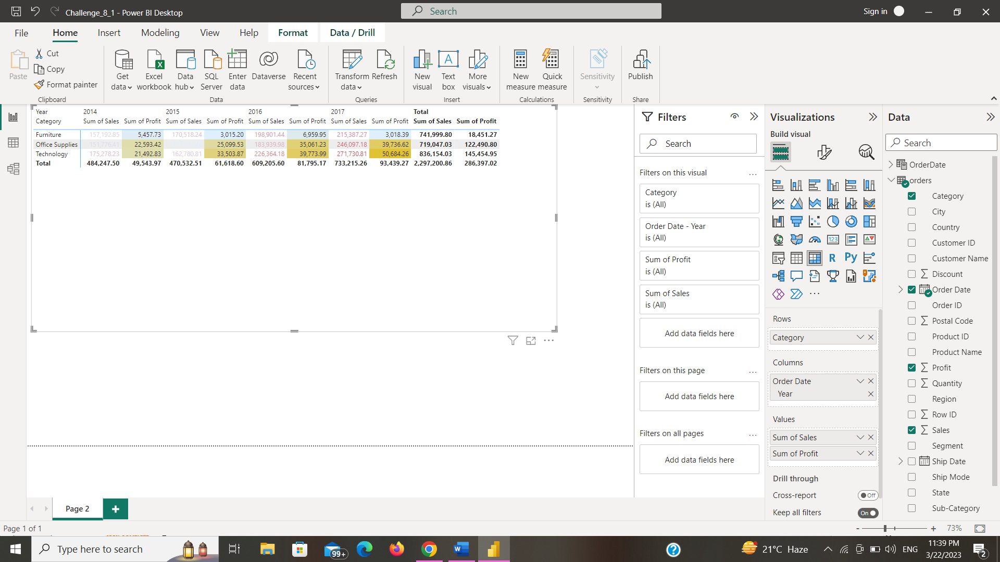 Challenge_8_1 - Power BI Desktop
Search
Sign in
File Home Insert Modeling View Help Format Data / Drill
Paste
Cut
Copy
Format painter
Clipboard
Get data
Excel workbook
Data hub
SQL Server
Enter data
Dataverse
Recent sources
Data
Transform data
Refresh
Queries
New visual
Text box
More visuals
Insert
New measure
Quick measure
Calculations
Sensitivity
Sensitivity
Publish
Share
Year 2014 2015 2016 2017 Total
Category Sum of Sales Sum of Profit Sum of Sales Sum of Profit Sum of Sales Sum of Profit Sum of Sales Sum of Profit Sum of Sales Sum of Profit
Furniture 157,192.85 5,457.73 170,518.24 3,015.20 198,901.44 6,959.95 215,387.27 3,018.39 741,999.80 18,451.27
Office Supplies 151,776.41 22,593.42 25,099.53 183,939.98 35,061.23 246,097.18 39,736.62 719,047.03 122,490.80
Technology 175,278.23 21,492.83 162,780.81 33,503.87 226,364.18 39,773.99 271,730.81 50,684.26 836,154.03 145,454.95
Total 484,247.50 49,543.97 470,532.51 61,618.60 609,205.60 81,795.17 733,215.26 93,439.27 2,297,200.86 286,397.02
Filters
Search
Filters on this visual ...
Category
is (All)
Order Date - Year
is (All)
Sum of Profit
is (All)
Sum of Sales
is (All)
Add data fields here
Filters on this page ...
Add data fields here
Filters on all pages ...
Add data fields here
Visualizations
Build visual
123
R Py
Rows
Category
Columns
Order Date
Year
Values
Sum of Sales
Sum of Profit
Drill through
Cross-report Off
Keep all filters On
Data
Search
OrderDate
orders
Category
City
Country
Customer ID
Customer Name
Discount
Order Date
Order ID
Postal Code
Product ID
Product Name
Profit
Quantity
Region
Row ID
Sales
Segment
Ship Date
Ship Mode
State
Sub-Category
Page 2 +
Page 1 of 1
- + 73%
Type here to search
99+
21°C Haze
ENG
11:39 PM
3/22/2023
2